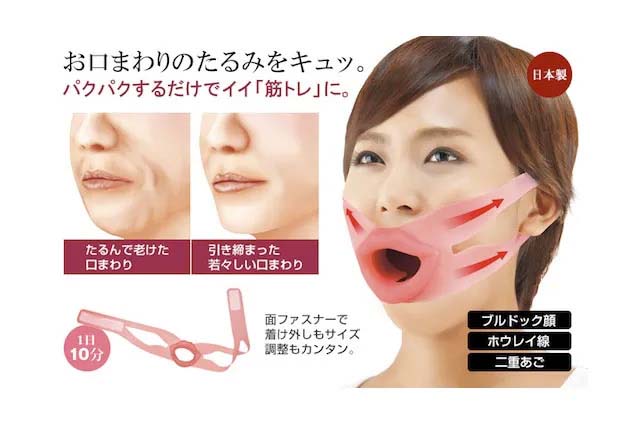 お口まわりのたるみをキュッ。
パクパクするだけでイイ「筋トレ」に。
日本製
たるんで老けた
口まわり
引き締まった
若々しい口まわり
1日
10分
面ファスナーで
着け外しもサイズ
調整もカンタン。
ブルドック顔
ホウレイ線
二重あご